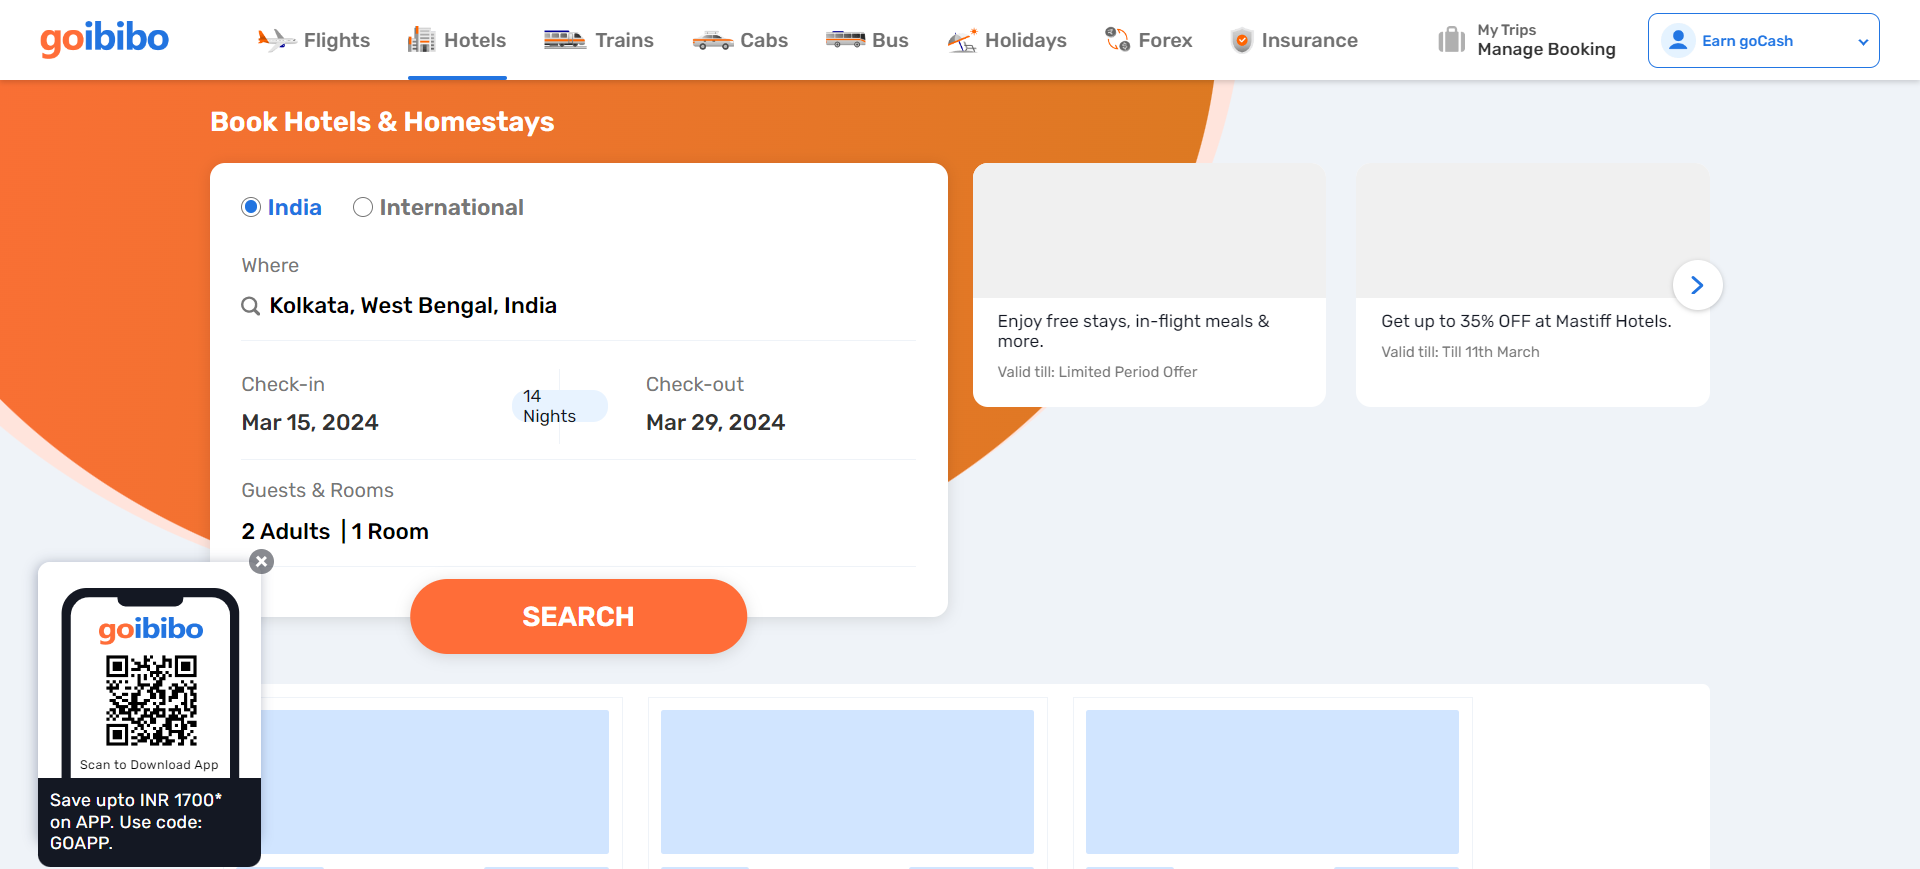 goibibo
Flights
Hotels
Trains
Cabs
Bus
Holidays
Forex
Insurance
My Trips
Manage Booking
Earn goCash
Book Hotels & Homestays
India
International
Where
Kolkata, West Bengal, India
Check-in
Mar 15, 2024
14
Nights
Check-out
Mar 29, 2024
Guests & Rooms
2 Adults | 1 Room
SEARCH
Enjoy free stays, in-flight meals &
more.
Valid till: Limited Period Offer
Get up to 35% OFF at Mastiff Hotels.
Valid till: Till 11th March
goibibo
Scan to Download App
Save upto INR 1700*
on APP. Use code:
GOAPP.